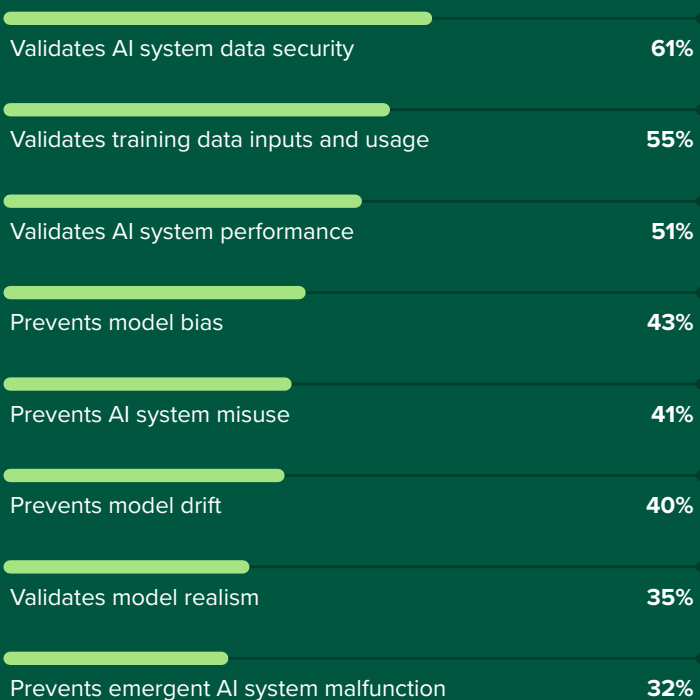 Validates AI system data security 61%
Validates training data inputs and usage 55%
Validates AI system performance 51%
Prevents model bias 43%
Prevents AI system misuse 41%
Prevents model drift 40%
Validates model realism 35%
Prevents emergent AI system malfunction 32%